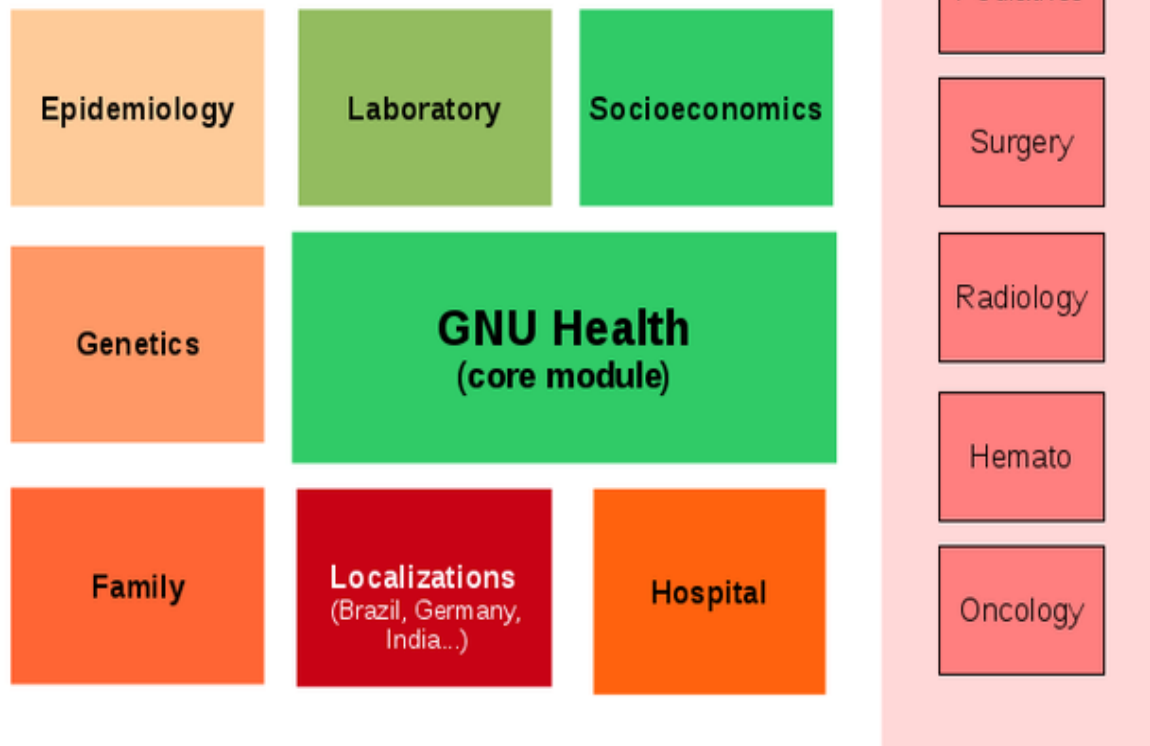 Epidemiology
Laboratory
Socioeconomics
Genetics
GNU Health
(core module)
Family
Localizations
(Brazil, Germany,
India...)
Hospital
Surgery
Radiology
Hemato
Oncology